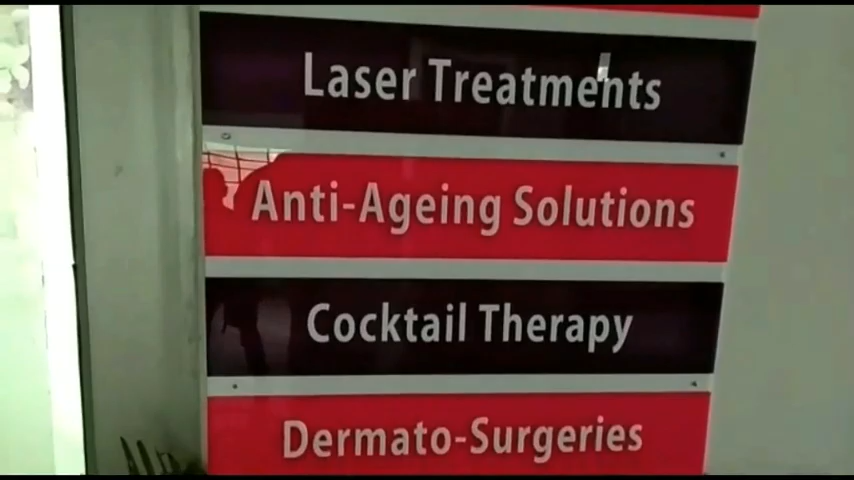 Laser Treatments
Anti-Ageing Solutions
Cocktail Therapy
Dermato-Surgeries